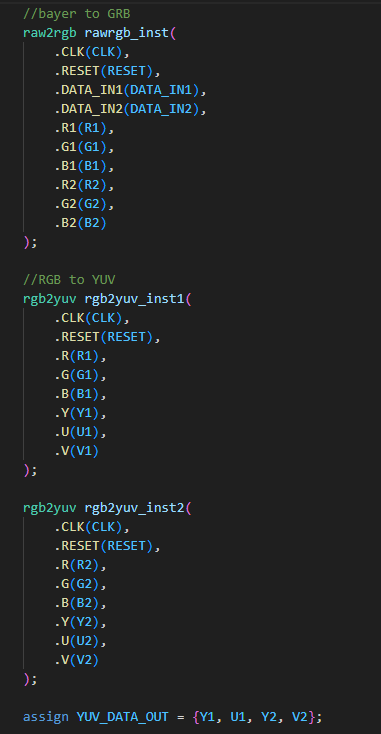 //bayer to GRB
raw2rgb rawrgb_inst(
.CLK(CLK),
.RESET(RESET),
.DATA_IN1(DATA_IN1),
.DATA_IN2(DATA_IN2),
.R1(R1),
.G1(G1),
.B1(B1),
.R2(R2),
.G2(G2),
.B2(B2)
);
//RGB to YUV
rgb2yuv rgb2yuv_inst1(
.CLK(CLK),
.RESET(RESET),
.R(R1),
.G(G1),
.B(B1),
.Y(Y1),
.U(U1),
.V(V1)
);
rgb2yuv rgb2yuv_inst2(
.CLK(CLK),
.RESET(RESET),
.R(R2),
.G(G2),
.B(B2),
.Y(Y2),
.U(U2),
.V(V2)
);
assign YUV_DATA_OUT = {Y1, U1, Y2, V2};